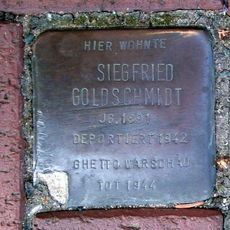 HIER WOHNTE
SIEGFRIED
GOLDSCHMIDT
JG. 1891
DEPORTIERT 1942
GHETTO WARSCHAU
TOT 1944